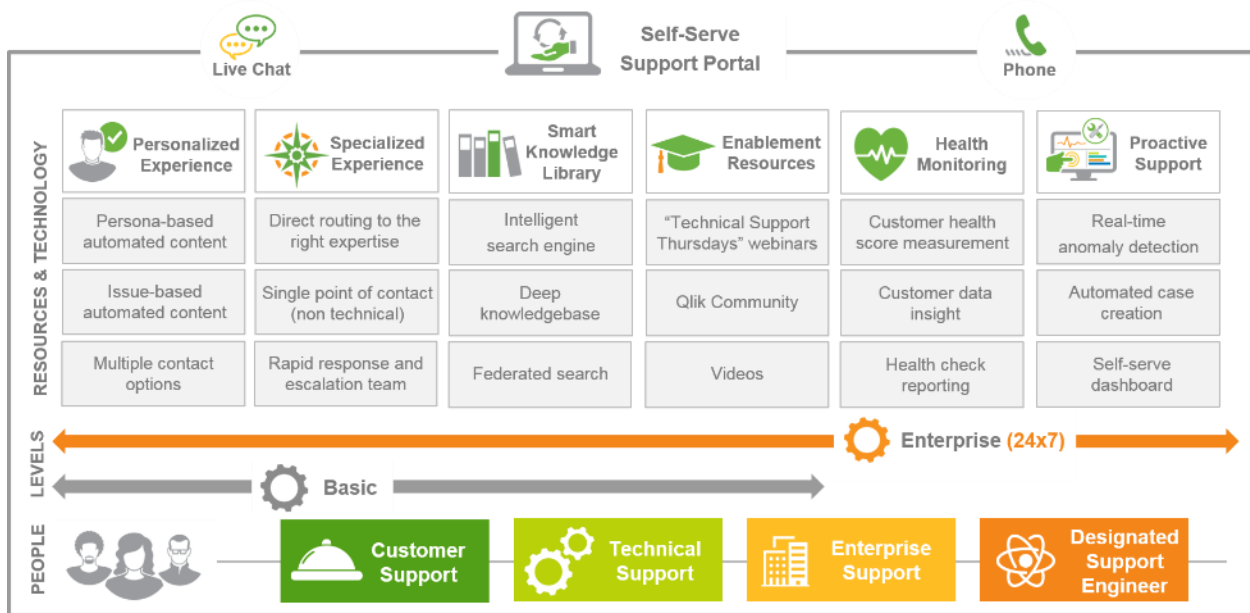 Live Chat
Self-Serve
Support Portal
Phone
RESOURCES & TECHNOLOGY
Personalized
Experience
Specialized
Experience
Smart
Knowledge
Library
Enablement
Resources
Health
Monitoring
Proactive
Support
Persona-based
automated content
Direct routing to the
right expertise
Intelligent
search engine
“Technical Support
Thursdays” webinars
Customer health
score measurement
Real-time
anomaly detection
Issue-based
automated content
Single point of contact
(non technical)
Deep
knowledgebase
Qlik Community
Customer data
insight
Automated case
creation
Multiple contact
options
Rapid response and
escalation team
Federated search
Videos
Health check
reporting
Self-serve
dashboard
LEVELS
Enterprise (24x7)
Basic
PEOPLE
Customer
Support
Technical
Support
Enterprise
Support
Designated
Support
Engineer